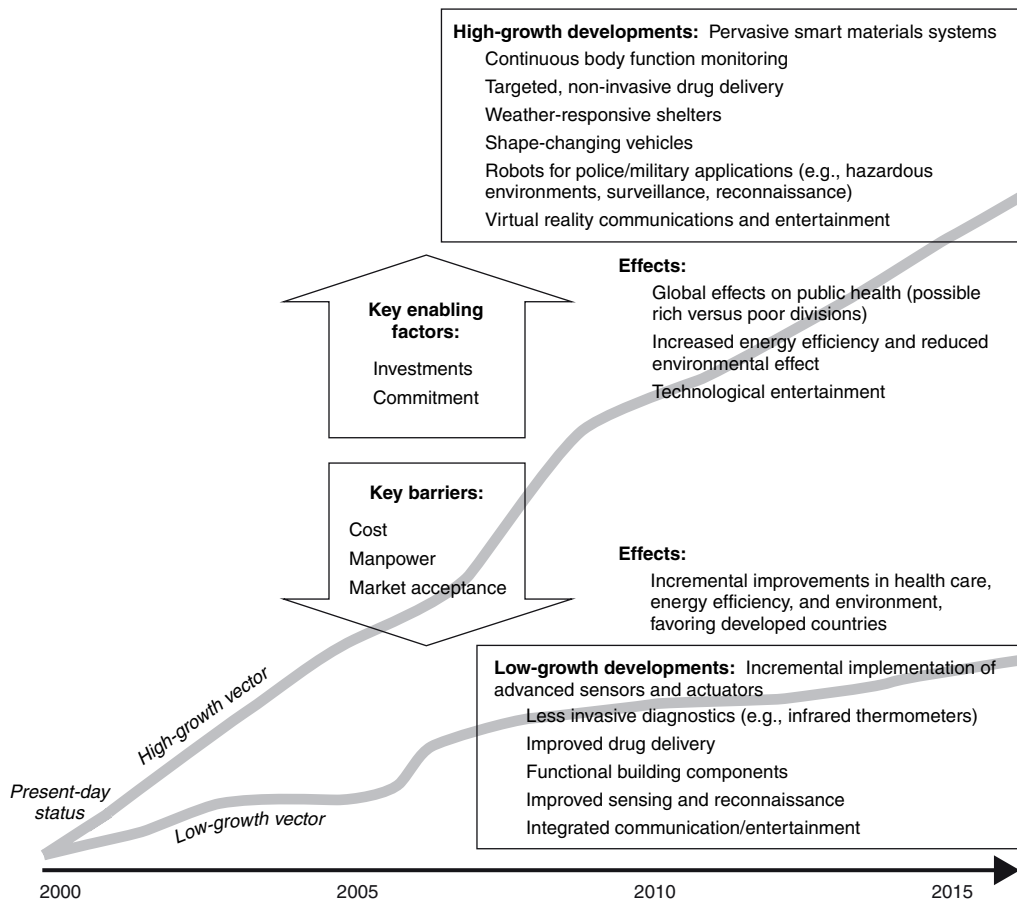 High-growth developments: Pervasive smart materials systems
Continuous body function monitoring
Targeted, non-invasive drug delivery
Weather-responsive shelters
Shape-changing vehicles
Robots for police/military applications (e.g., hazardous
environments, surveillance, reconnaissance)
Virtual reality communications and entertainment
Effects:
Global effects on public health (possible
rich versus poor divisions)
Increased energy efficiency and reduced
environmental effect
Technological entertainment
Key enabling
factors:
Investments
Commitment
Key barriers:
Cost
Manpower
Market acceptance
Effects:
Incremental improvements in health care,
energy efficiency, and environment,
favoring developed countries
Low-growth developments: Incremental implementation of
advanced sensors and actuators
Less invasive diagnostics (e.g., infrared thermometers)
Improved drug delivery
Functional building components
Improved sensing and reconnaissance
Integrated communication/entertainment
High-growth vector
Present-day
status
Low-growth vector
2000 2005 2010 2015